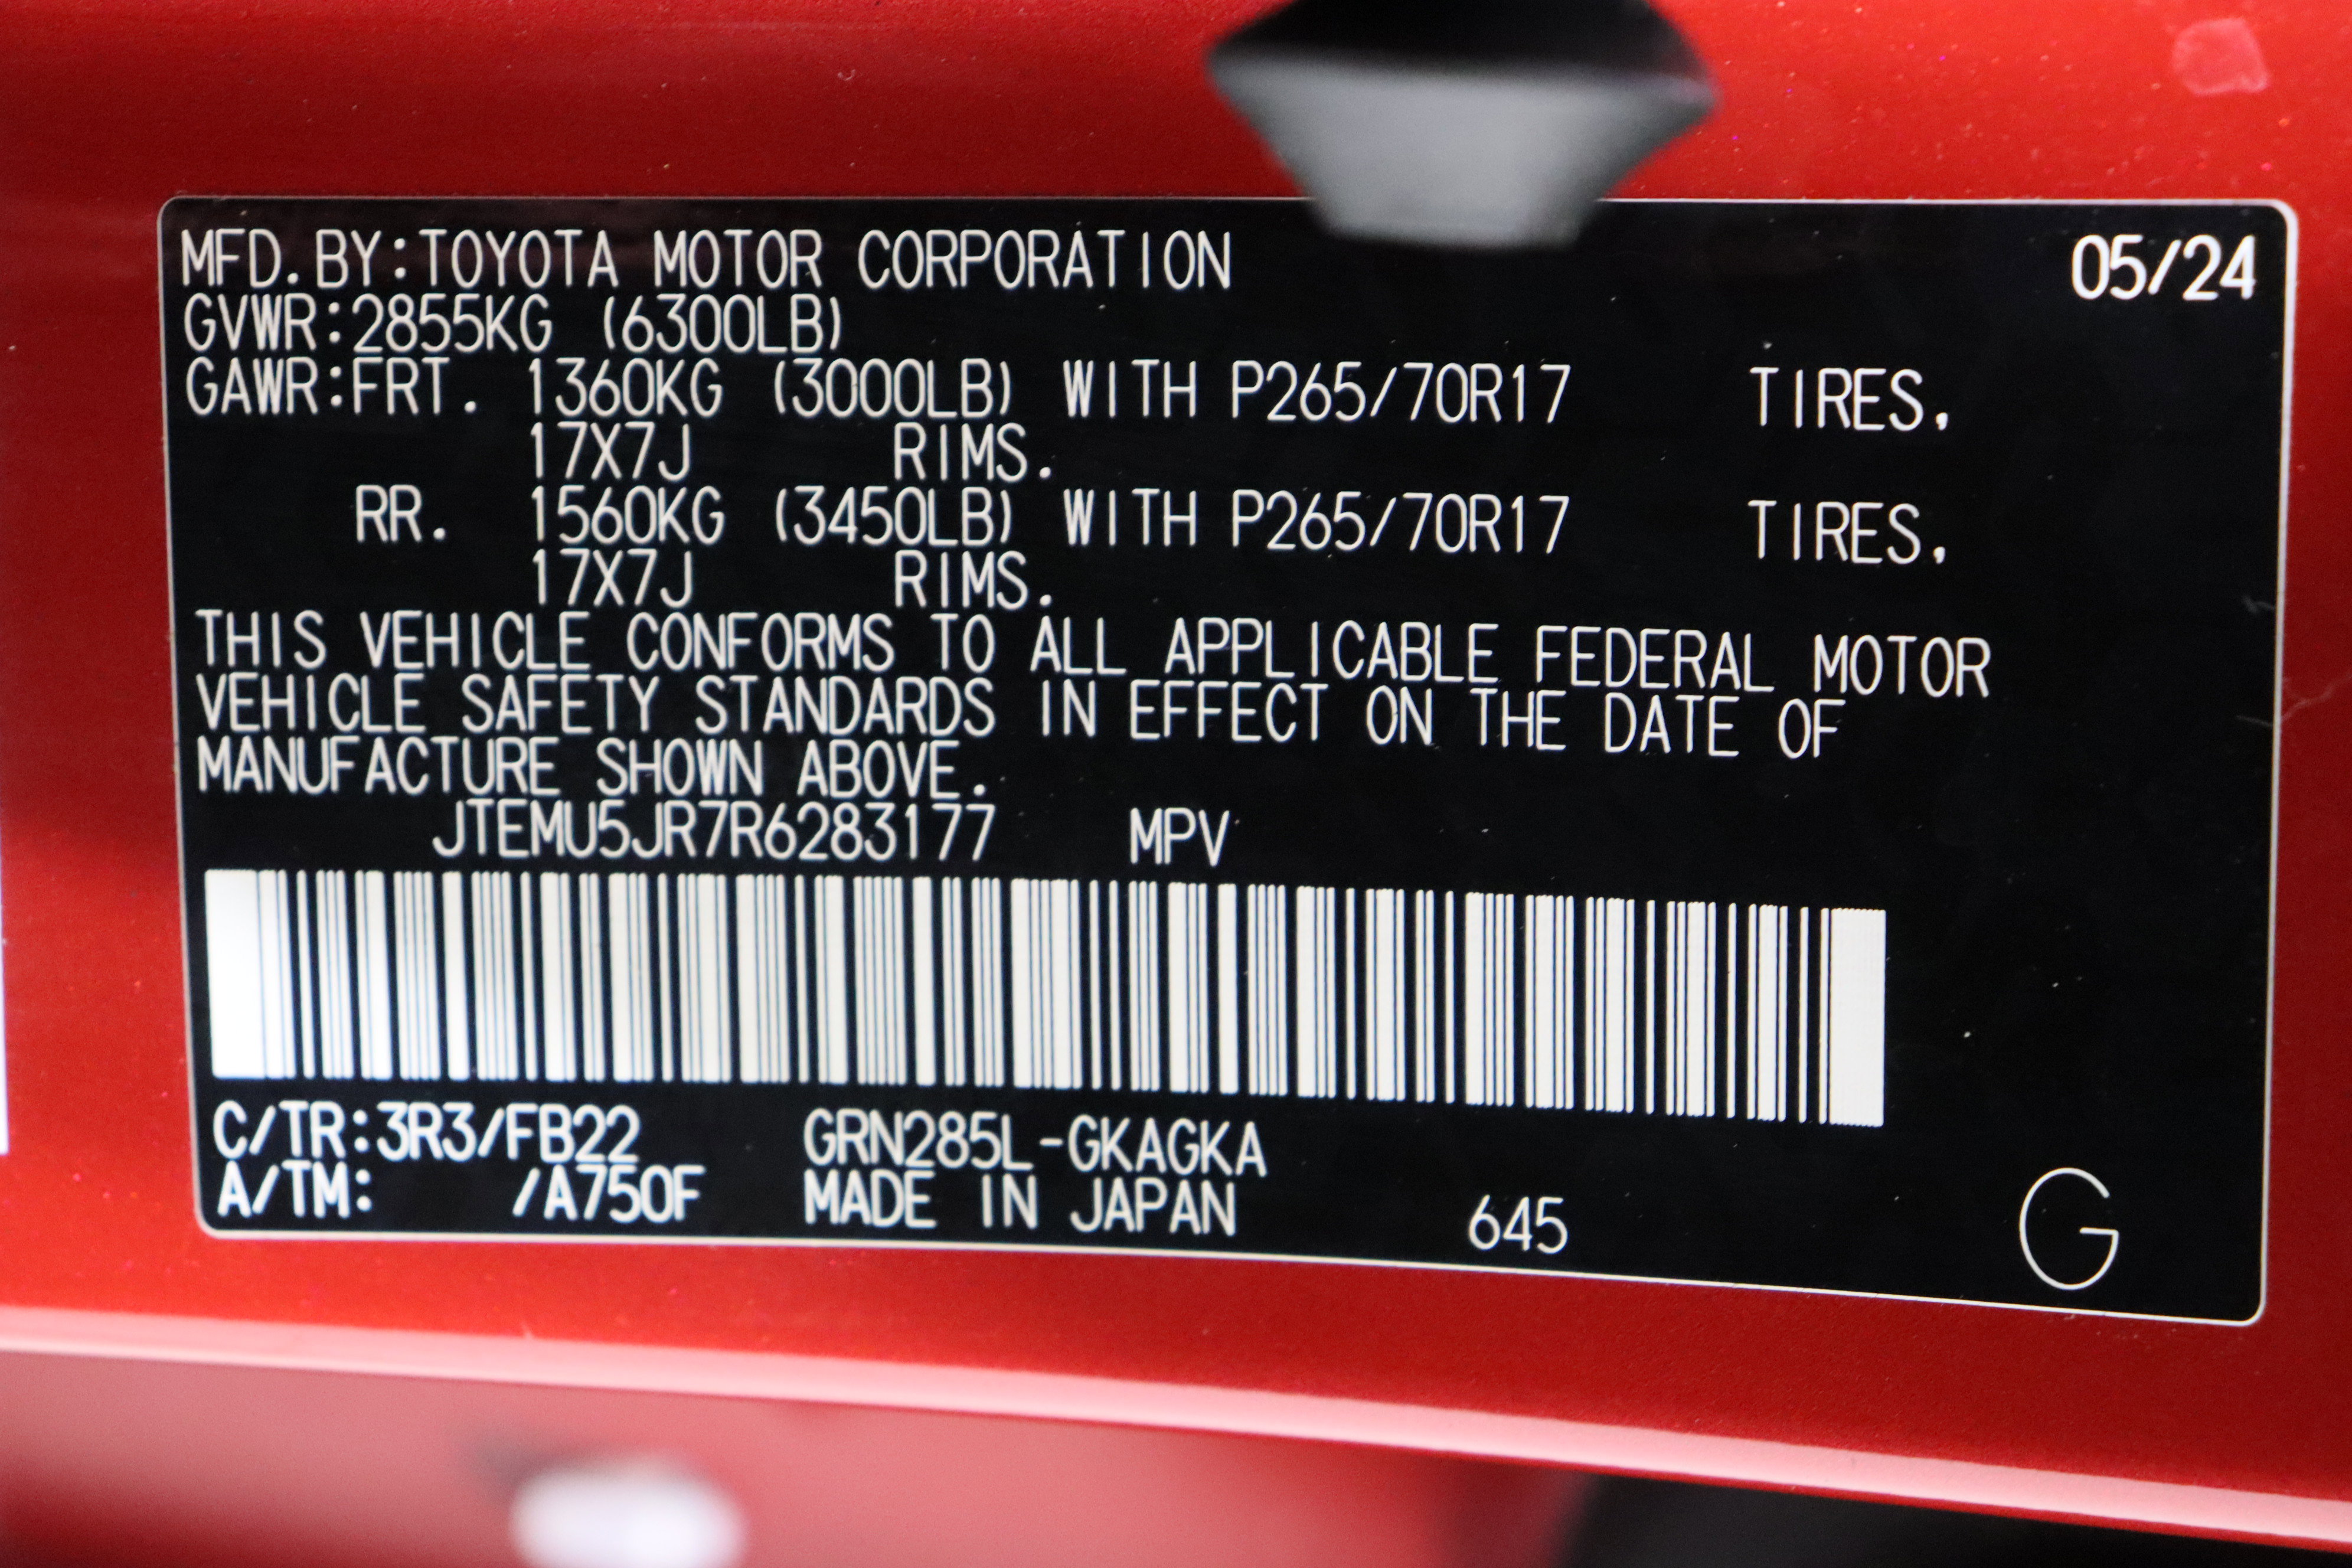 MFD.BY:TOYOTA MOTOR CORPORATION 05/24
GVWR:2855KG (6300LB)
GAWR:FRT. 1360KG (3000LB) WITH P265/70R17 TIRES,
17X7J RIMS.
RR. 1560KG (3450LB) WITH P265/70R17 TIRES,
17X7J RIMS.
THIS VEHICLE CONFORMS TO ALL APPLICABLE FEDERAL MOTOR
VEHICLE SAFETY STANDARDS IN EFFECT ON THE DATE OF
MANUFACTURE SHOWN ABOVE.
JTEMU5JR7R6283177 MPV
C/TR:3R3/FB22 GRN285L-GKAGKA
A/TM: /A750F MADE IN JAPAN 645 G